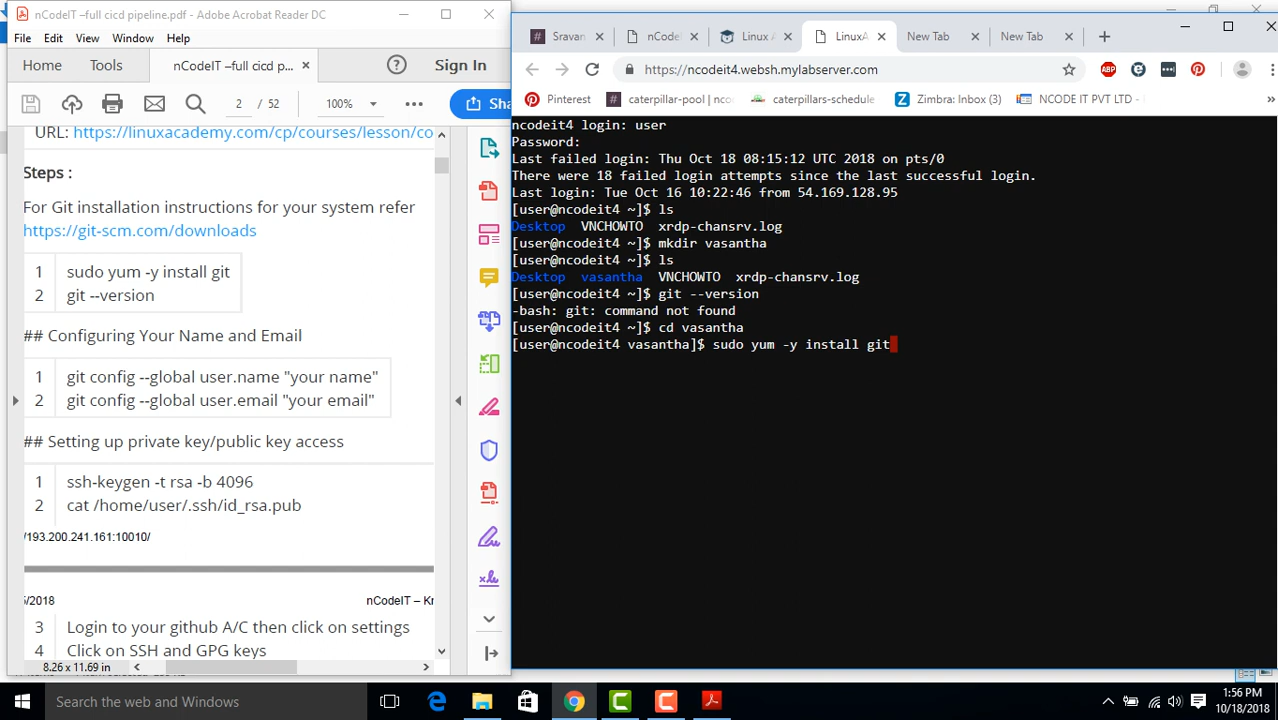 nCodeIT –full cicd pipeline.pdf - Adobe Acrobat Reader DC
File Edit View Window Help
Home Tools nCodeIT –full cicd p... × Sign In
2 / 52 100% Sha
URL: https://linuxacademy.com/cp/courses/lesson/co
Steps :
For Git installation instructions for your system refer
https://git-scm.com/downloads
1 sudo yum -y install git
2 git --version
## Configuring Your Name and Email
1 git config --global user.name "your name"
2 git config --global user.email "your email"
## Setting up private key/public key access
1 ssh-keygen -t rsa -b 4096
2 cat /home/user/.ssh/id_rsa.pub
/193.200.241.161:10010/
5/2018 nCodeIT – Kr
3 Login to your github A/C then click on settings
4 Click on SSH and GPG keys
8.26 x 11.69 in
# Sravan × nCodeI × Linux A × LinuxA × New Tab × New Tab ×
https://ncodeit4.websh.mylabserver.com ABP
Pinterest # caterpillar-pool | nco caterpillars-schedule Z Zimbra: Inbox (3) NCODE IT PVT LTD - »
ncodeit4 login: user
Password:
Last failed login: Thu Oct 18 08:15:12 UTC 2018 on pts/0
There were 18 failed login attempts since the last successful login.
Last login: Tue Oct 16 10:22:46 from 54.169.128.95
[user@ncodeit4 ~]$ ls
Desktop VNCHOWTO xrdp-chansrv.log
[user@ncodeit4 ~]$ mkdir vasantha
[user@ncodeit4 ~]$ ls
Desktop vasantha VNCHOWTO xrdp-chansrv.log
[user@ncodeit4 ~]$ git --version
-bash: git: command not found
[user@ncodeit4 ~]$ cd vasantha
[user@ncodeit4 vasantha]$ sudo yum -y install git
Search the web and Windows
1:56 PM
10/18/2018